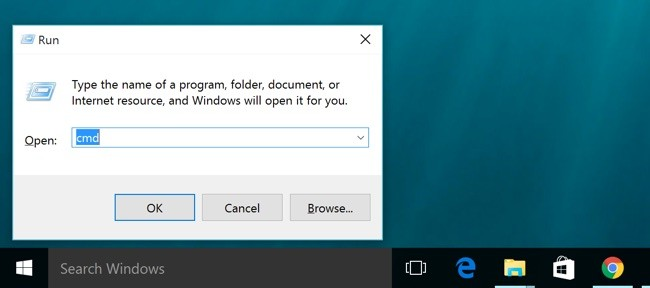 Run
Type the name of a program, folder, document, or
Internet resource, and Windows will open it for you.
Open:
cmd
OK
Cancel
Browse...
Search Windows